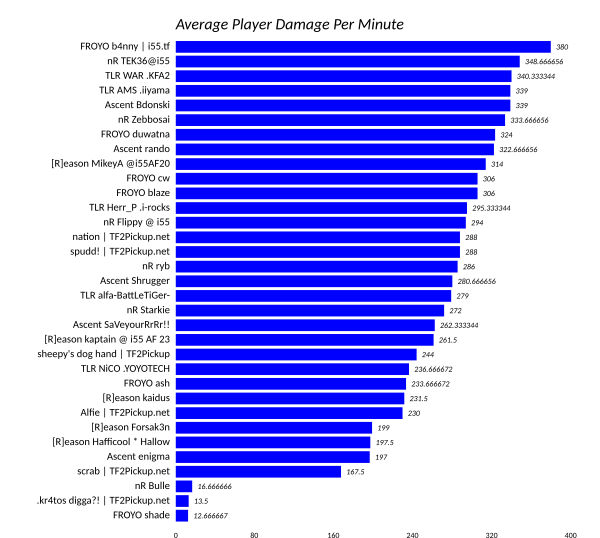 Average Player Damage Per Minute
FROYO b4nny | i55.tf 380
nR TEK36@i55 348.666656
TLR WAR .KFA2 340.333344
TLR AMS .iiyama 339
Ascent Bdonski 339
nR Zebbosai 333.666656
FROYO duwatna 324
Ascent rando 322.666656
[R]eason MikeyA @i55AF20 314
FROYO cw 306
FROYO blaze 306
TLR Herr_P .i-rocks 295.333344
nR Flippy @ i55 294
nation | TF2Pickup.net 288
spudd! | TF2Pickup.net 288
nR ryb 286
Ascent Shrugger 280.666656
TLR alfa-BattLeTiGer- 279
nR Starkie 272
Ascent SaVeyourRrRr!! 262.333344
[R]eason kaptain @ i55 AF 23 261.5
sheepy's dog hand | TF2Pickup 244
TLR NiCO .YOYOTECH 236.666672
FROYO ash 233.666672
[R]eason kaidus 231.5
Alfie | TF2Pickup.net 230
[R]eason Forsak3n 199
[R]eason Hafficool * Hallow 197.5
Ascent enigma 197
scrab | TF2Pickup.net 167.5
nR Bulle 16.666666
.kr4tos digga?! | TF2Pickup.net 13.5
FROYO shade 12.666667
0 80 160 240 320 400